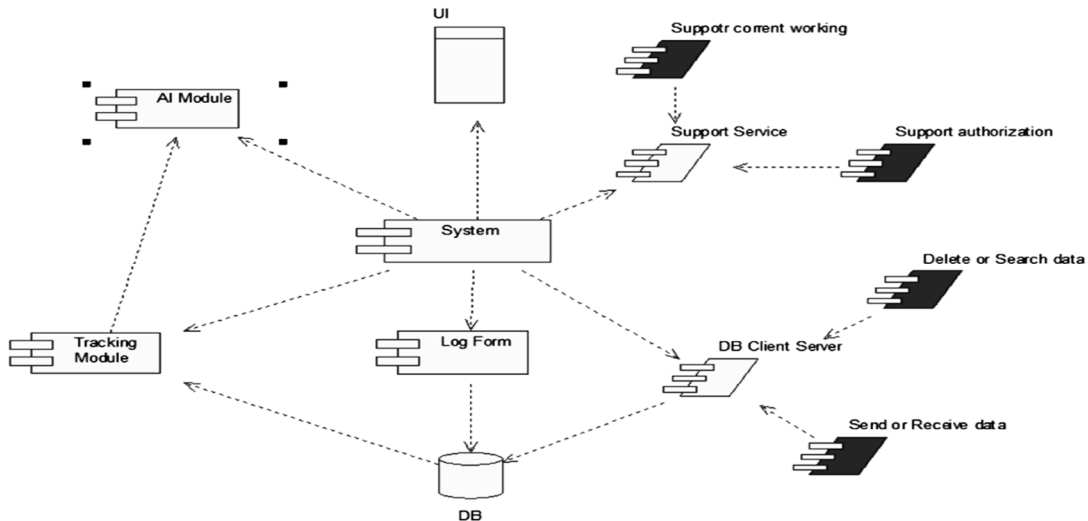 UI
Suppotr corrent working
AI Module
Support Service
Support authorization
System
Delete or Search data
Tracking
Module
Log Form
DB Client Server
Send or Receive data
DB